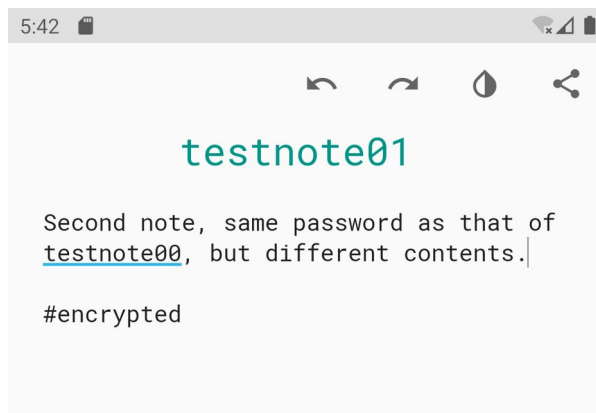 5:42
testnote01
Second note, same password as that of
testnote00, but different contents.
#encrypted